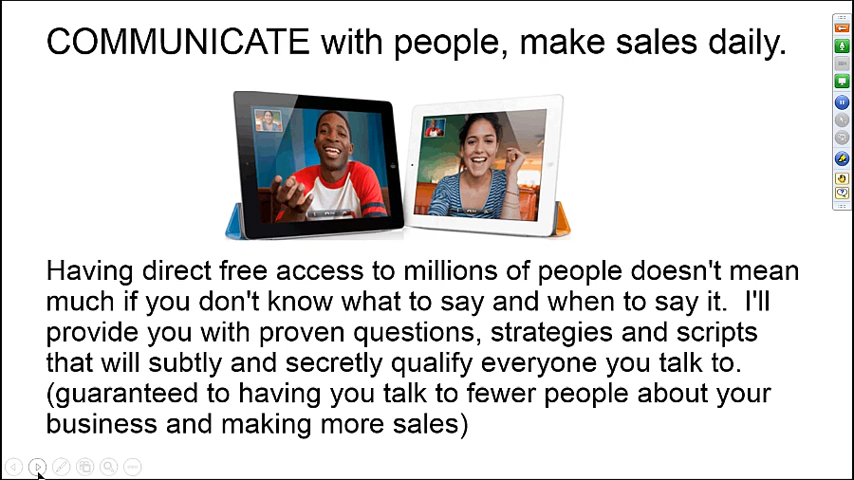 COMMUNICATE with people, make sales daily.
Having direct free access to millions of people doesn't mean
much if you don't know what to say and when to say it.  I'll
provide you with proven questions, strategies and scripts
that will subtly and secretly qualify everyone you talk to.
(guaranteed to having you talk to fewer people about your
business and making more sales)